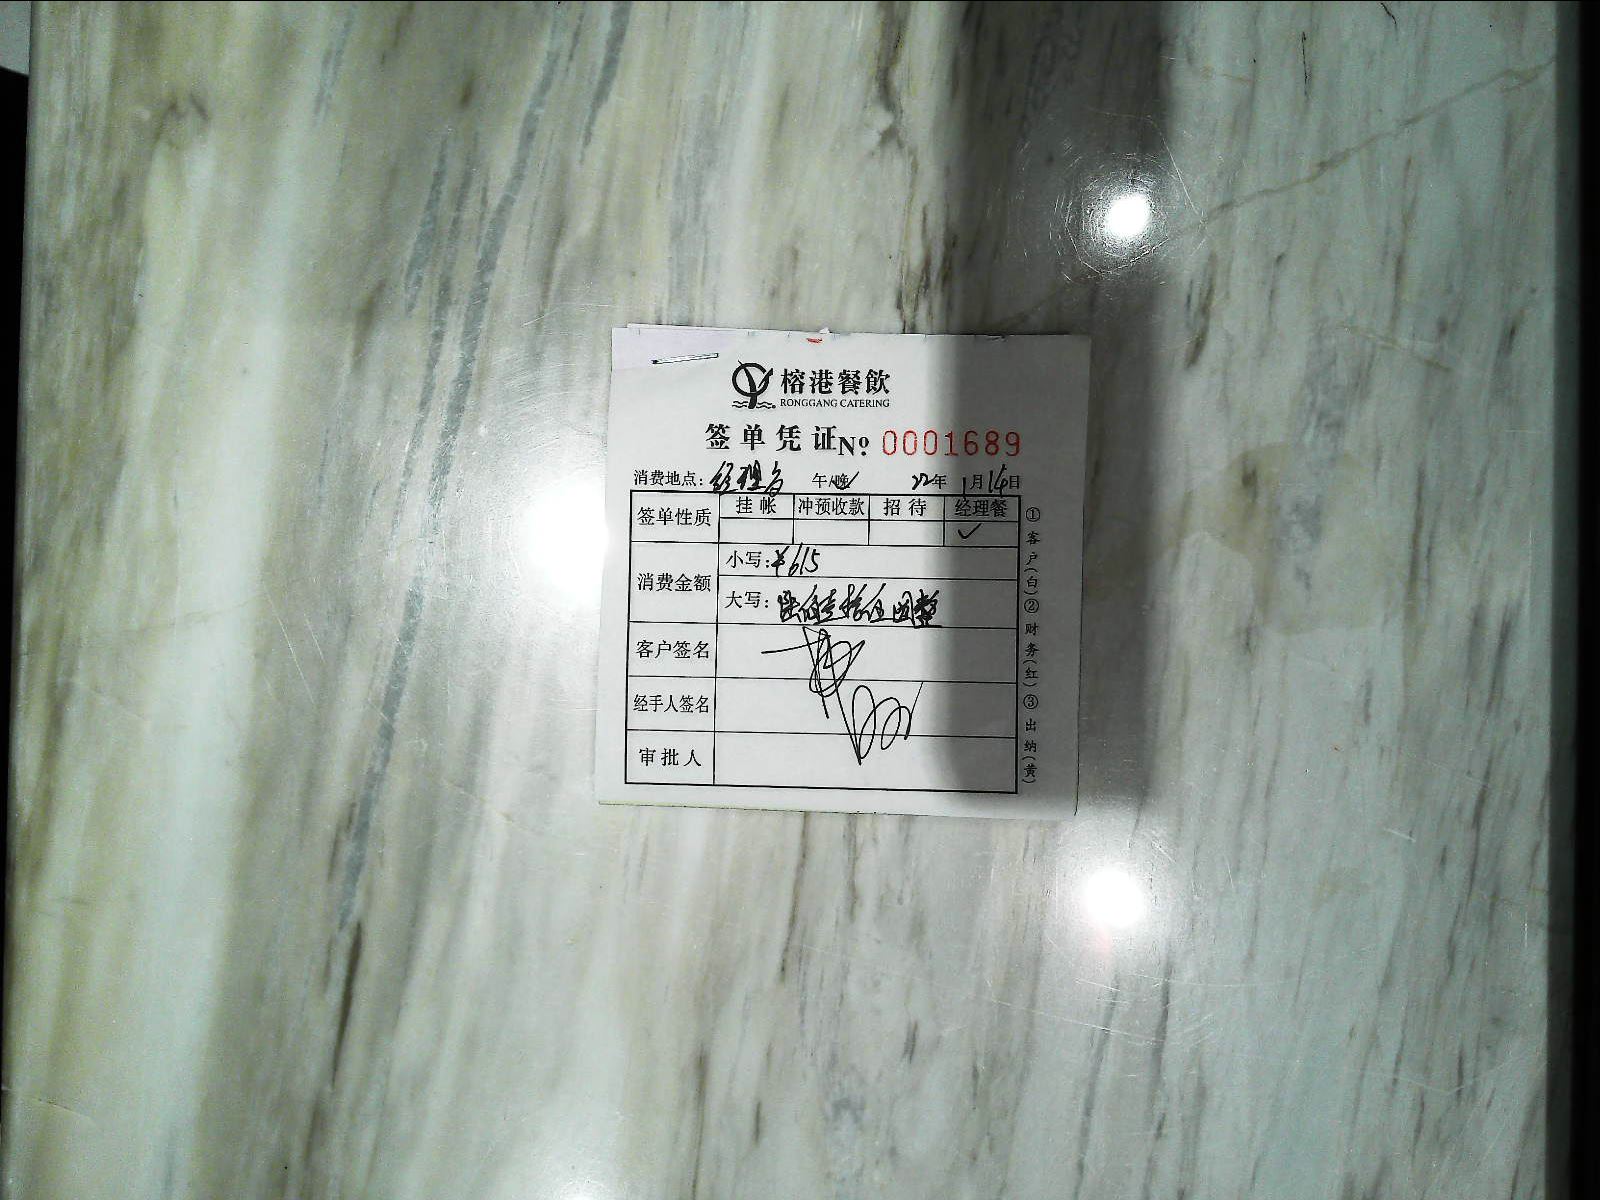 榕港餐飲
RONGGANG CATERING
签单凭证 No: 0001689
消费地点: 经理台 午/晚 22年 1月 14日
签单性质 挂帐 冲预收款 招待 经理餐
✓
消费金额 小写: ¥615
大写: 陆佰壹拾伍圆整
客户签名
经手人签名
审批人
①客户(白)②财务(红)③出纳(黄)